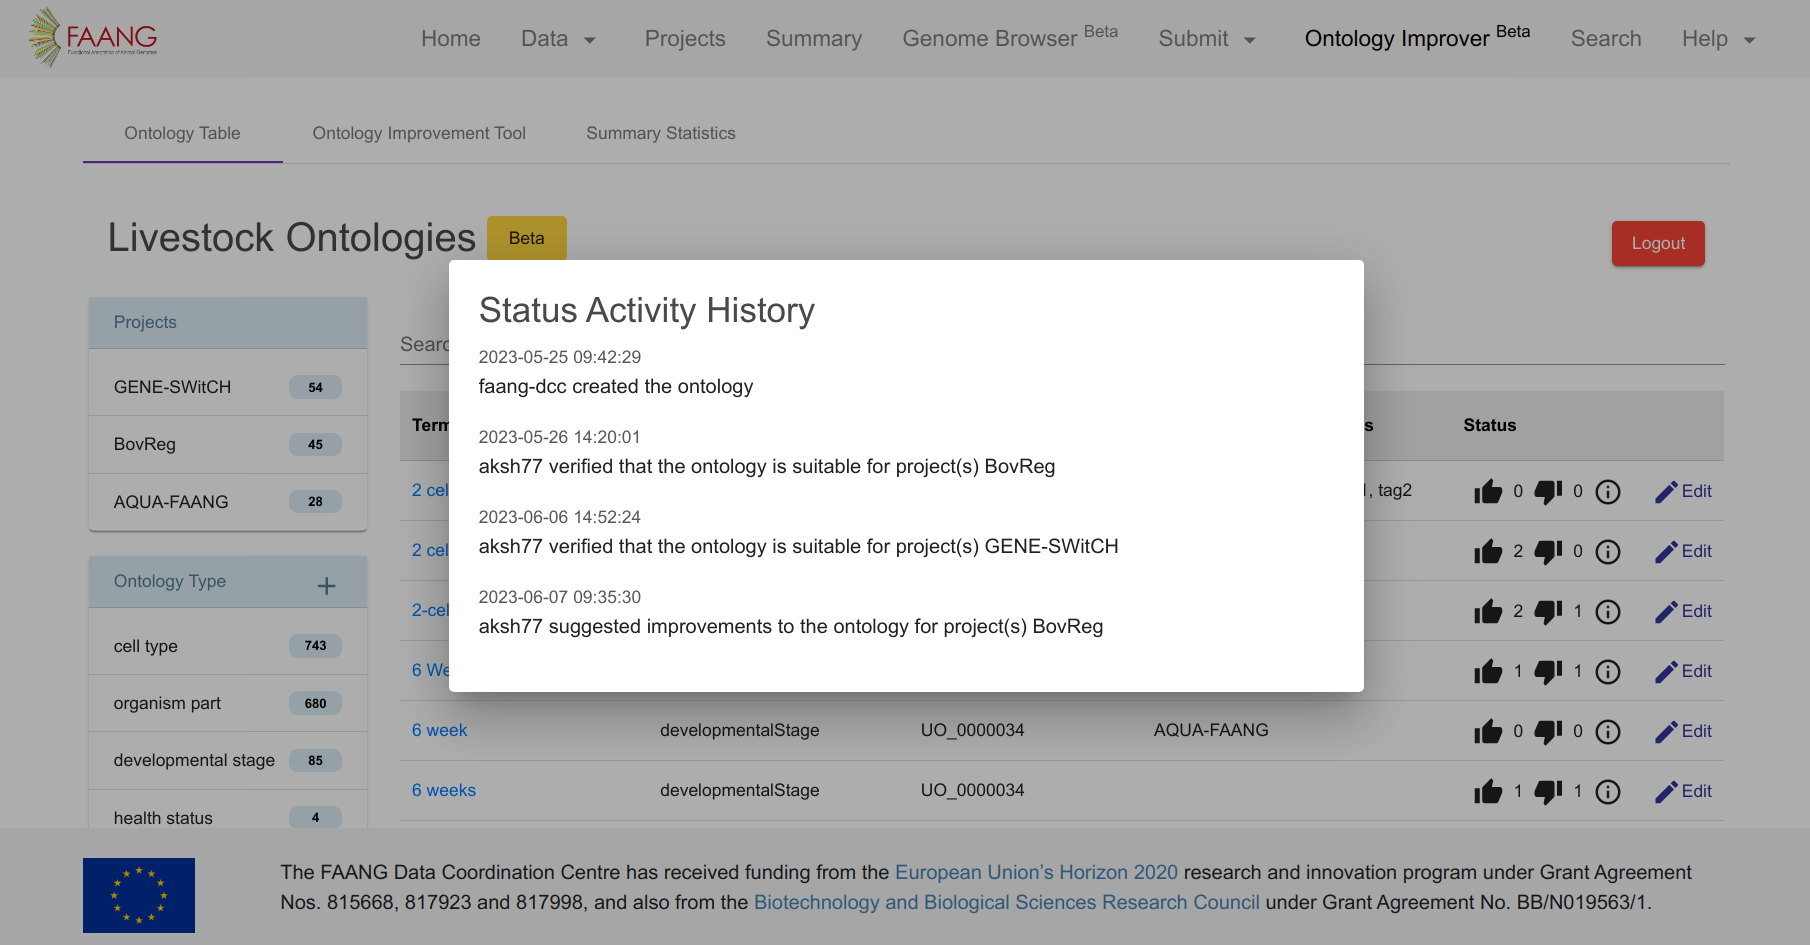 FAANG
Functional Annotation of Animal Genomes
Home Data Projects Summary Genome Browser Beta Submit Ontology Improver Beta Search Help
Ontology Table Ontology Improvement Tool Summary Statistics
Livestock Ontologies Beta
Logout
Projects
GENE-SWitCH 54
BovReg 45
AQUA-FAANG 28
Ontology Type +
cell type 743
organism part 680
developmental stage 85
health status 4
Status Activity History
2023-05-25 09:42:29
faang-dcc created the ontology
2023-05-26 14:20:01
aksh77 verified that the ontology is suitable for project(s) BovReg
2023-06-06 14:52:24
aksh77 verified that the ontology is suitable for project(s) GENE-SWitCH
2023-06-07 09:35:30
aksh77 suggested improvements to the ontology for project(s) BovReg
Searc
Term s Status
2 cel , tag2 0 0 Edit
2 cel 2 0 Edit
2-cel 2 1 Edit
6 We 1 1 Edit
6 week developmentalStage UO_0000034 AQUA-FAANG 0 0 Edit
6 weeks developmentalStage UO_0000034 1 1 Edit
The FAANG Data Coordination Centre has received funding from the European Union's Horizon 2020 research and innovation program under Grant Agreement
Nos. 815668, 817923 and 817998, and also from the Biotechnology and Biological Sciences Research Council under Grant Agreement No. BB/N019563/1.